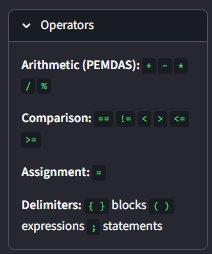 Operators
Arithmetic (PEMDAS): + - *
/ %
Comparison: == != < > <=
>=
Assignment: =
Delimiters: { } blocks ( )
expressions ; statements